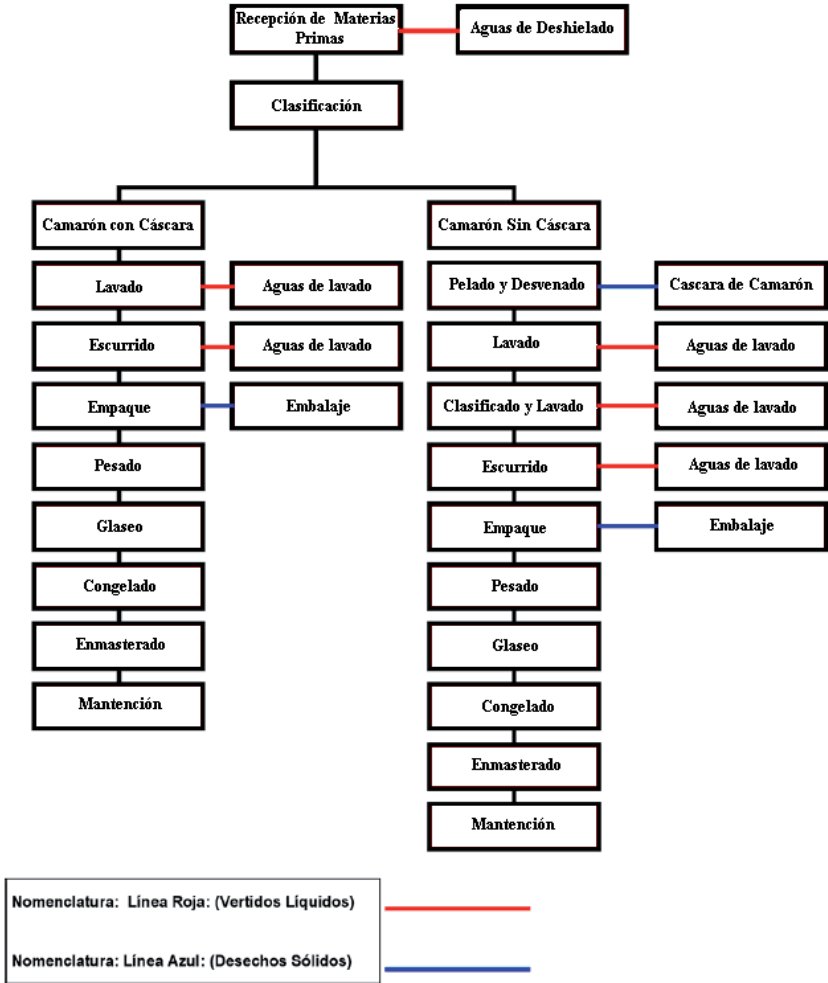 Recepción de Materias
Primas
Aguas de Deshielado
Clasificación
Camarón con Cáscara
Lavado
Aguas de lavado
Escurrido
Aguas de lavado
Empaque
Embalaje
Pesado
Glaseo
Congelado
Enmasterado
Mantención
Camarón Sin Cáscara
Pelado y Desvenado
Cascara de Camarón
Lavado
Aguas de lavado
Clasificado y Lavado
Aguas de lavado
Escurrido
Aguas de lavado
Empaque
Embalaje
Pesado
Glaseo
Congelado
Enmasterado
Mantención
Nomenclatura: Línea Roja: (Vertidos Líquidos)
Nomenclatura: Línea Azul: (Desechos Sólidos)